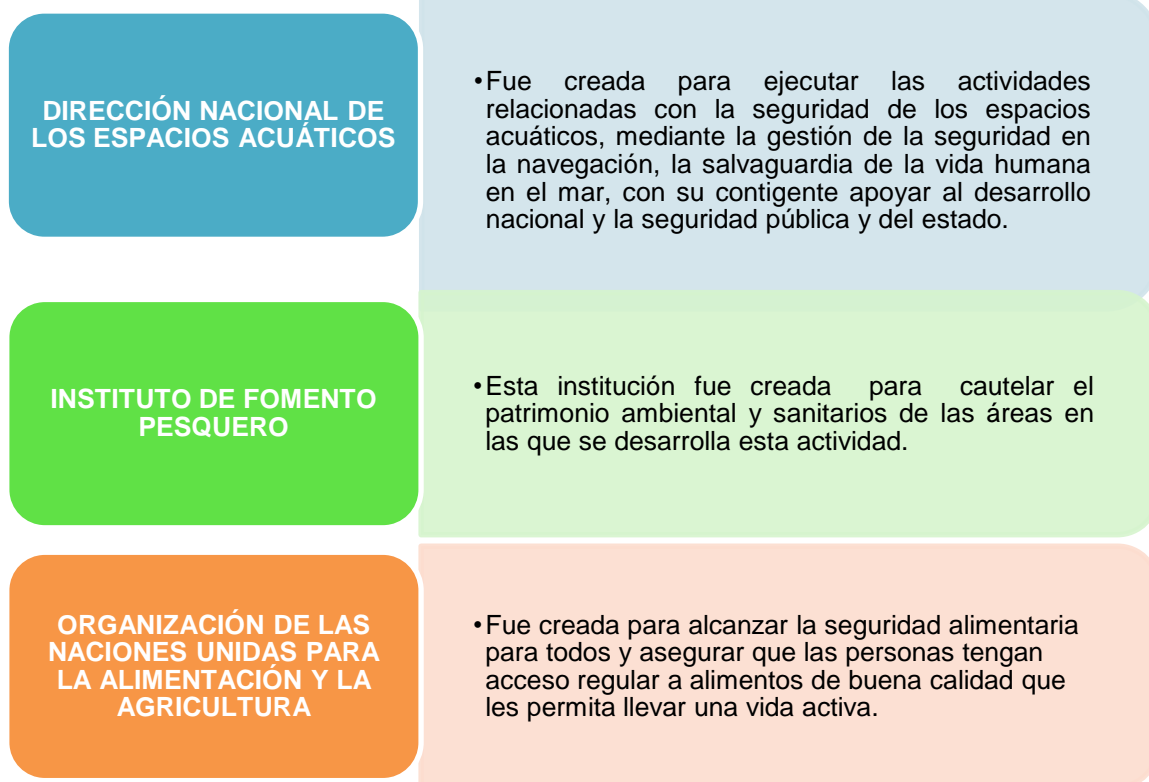 DIRECCIÓN NACIONAL DE
LOS ESPACIOS ACUÁTICOS
•Fue creada para ejecutar las actividades
relacionadas con la seguridad de los espacios
acuáticos, mediante la gestión de la seguridad en
la navegación, la salvaguardia de la vida humana
en el mar, con su contigente apoyar al desarrollo
nacional y la seguridad pública y del estado.
INSTITUTO DE FOMENTO
PESQUERO
•Esta institución fue creada para cautelar el
patrimonio ambiental y sanitarios de las áreas en
las que se desarrolla esta actividad.
ORGANIZACIÓN DE LAS
NACIONES UNIDAS PARA
LA ALIMENTACIÓN Y LA
AGRICULTURA
•Fue creada para alcanzar la seguridad alimentaria
para todos y asegurar que las personas tengan
acceso regular a alimentos de buena calidad que
les permita llevar una vida activa.